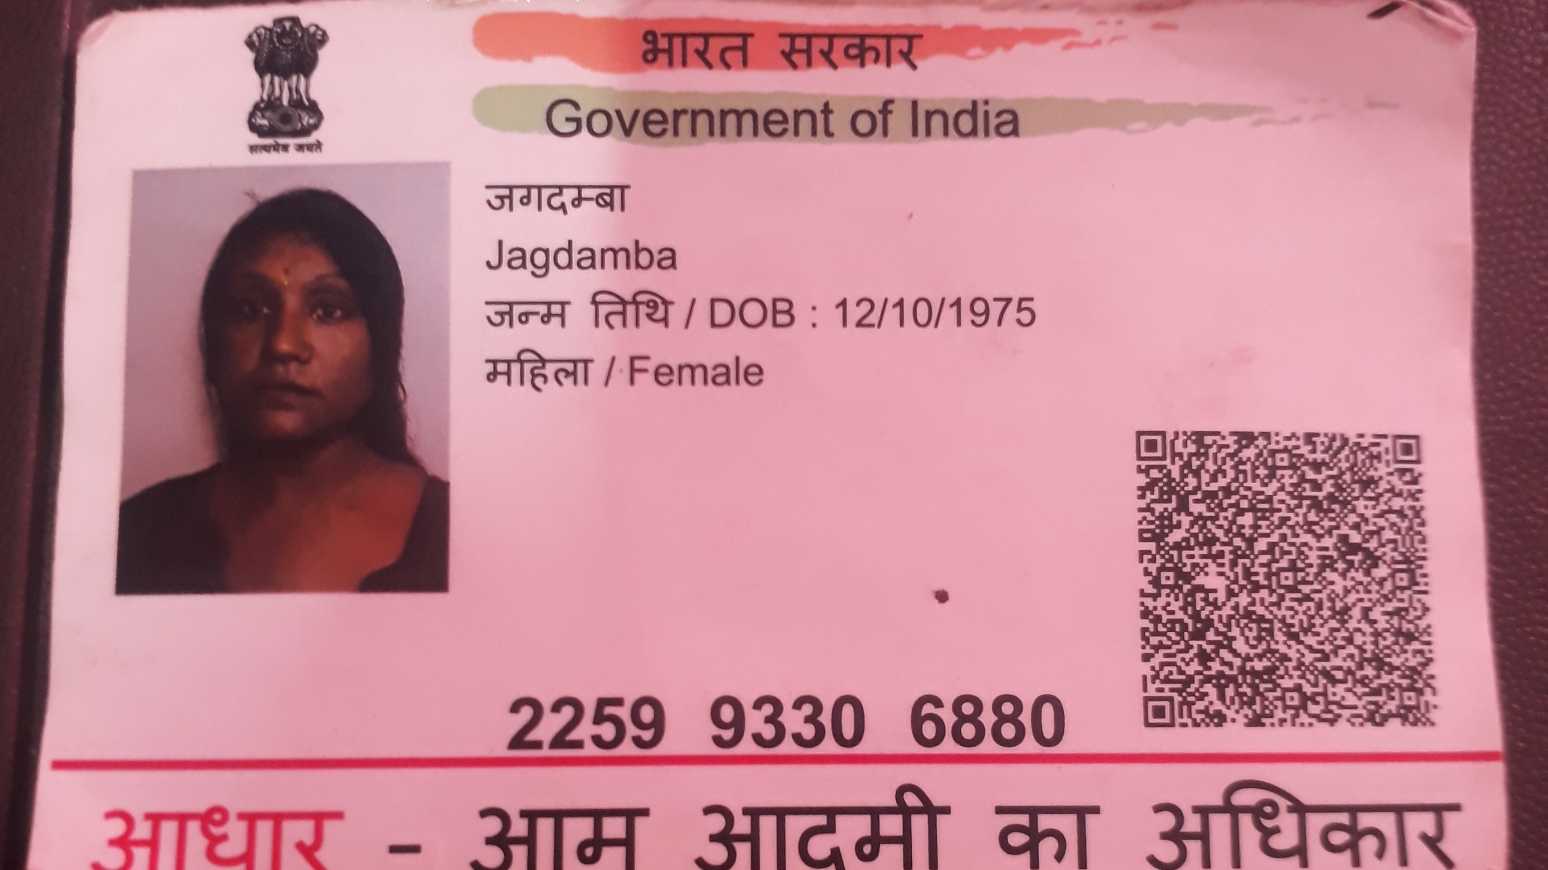 भारत सरकार
Government of India
सत्यमेव जयते
जगदम्बा
Jagdamba
जन्म तिथि / DOB : 12/10/1975
महिला / Female
2259 9330 6880
आधार - आम आदमी का अधिकार